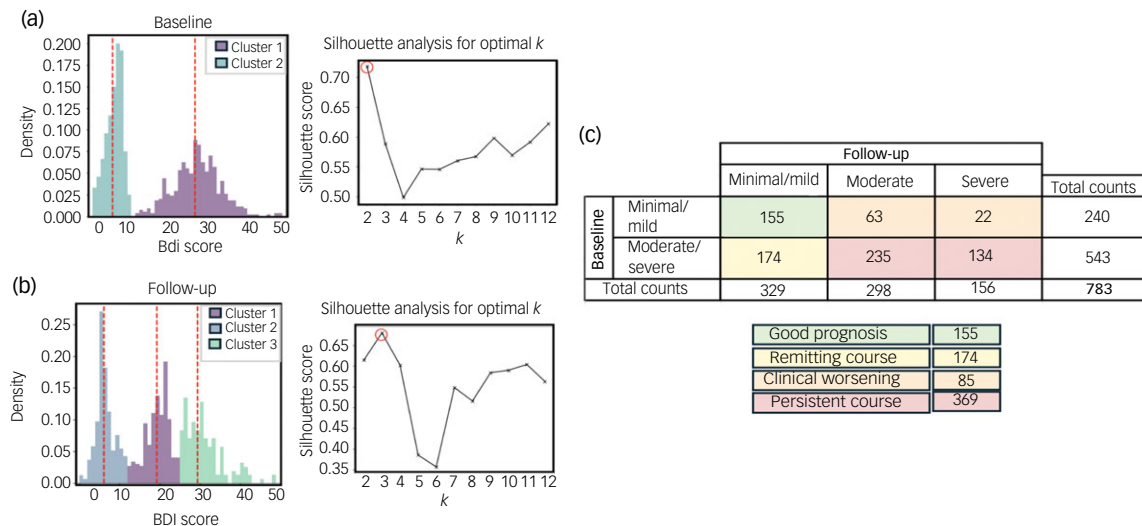 (a)
Baseline
Cluster 1
Cluster 2
Density
0.200
0.175
0.150
0.125
0.100
0.075
0.050
0.025
0.000
0 10 20 30 40 50
Bdi score
Silhouette analysis for optimal k
Silhouette score
0.70
0.65
0.60
0.55
0.50
2 3 4 5 6 7 8 9 10 11 12
k
(b)
Follow-up
Cluster 1
Cluster 2
Cluster 3
Density
0.25
0.20
0.15
0.10
0.05
0.00
0 10 20 30 40 50
BDI score
Silhouette analysis for optimal k
Silhouette score
0.65
0.60
0.55
0.50
0.45
0.40
0.35
2 3 4 5 6 7 8 9 10 11 12
k
(c)
Follow-up
Minimal/mild Moderate Severe Total counts
Baseline
Minimal/
mild 155 63 22 240
Moderate/
severe 174 235 134 543
Total counts 329 298 156 783
Good prognosis 155
Remitting course 174
Clinical worsening 85
Persistent course 369